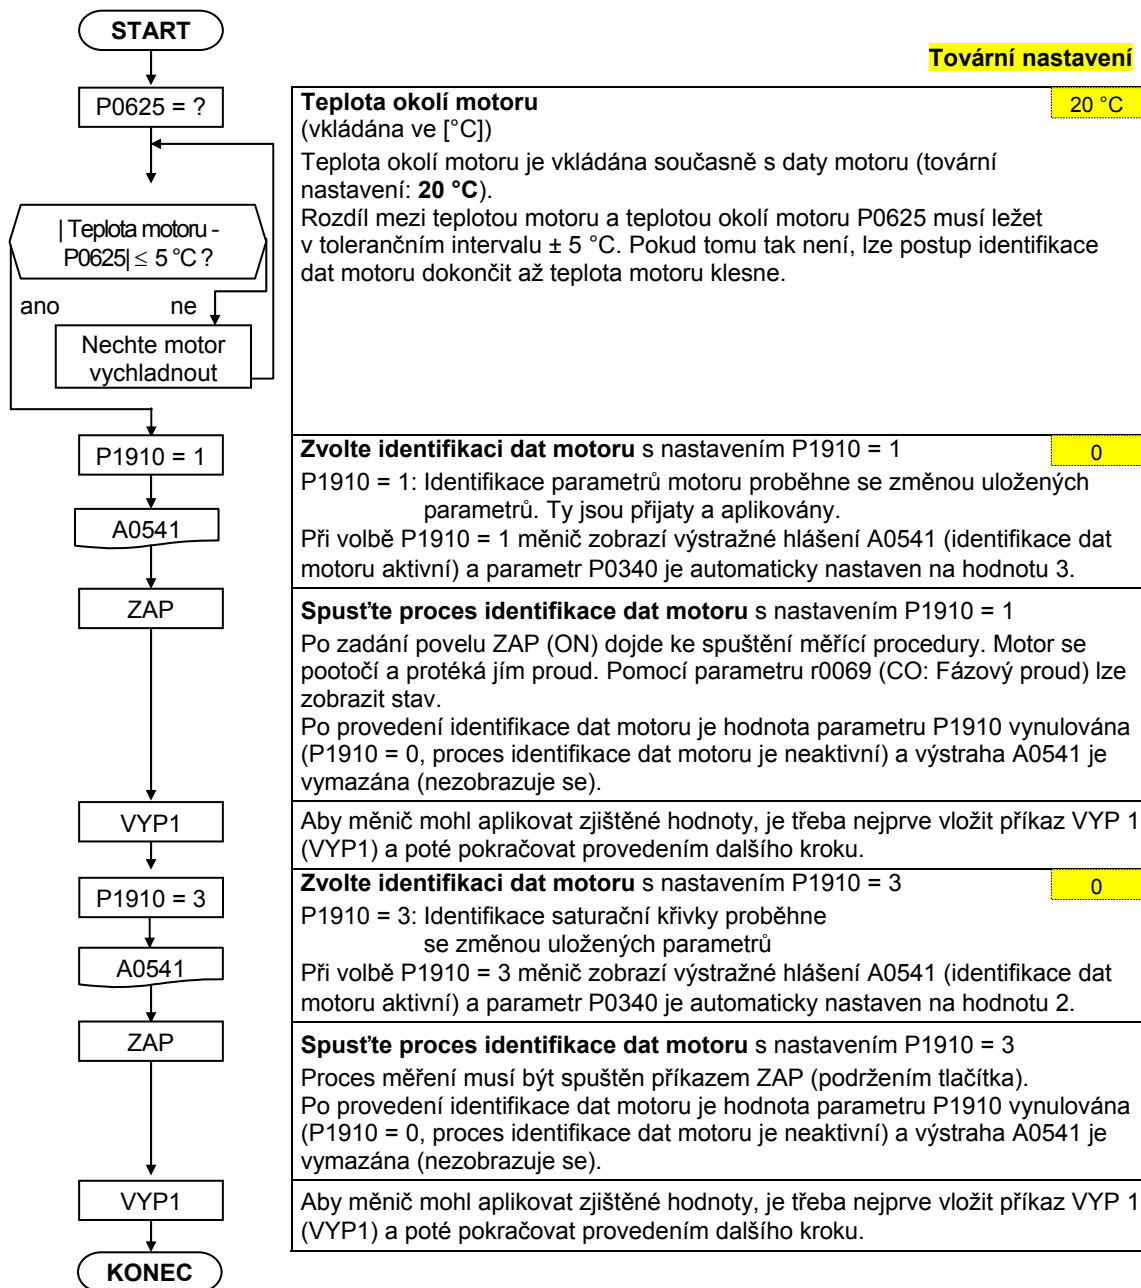 START
Tovární nastavení
P0625 = ?
Teplota okolí motoru
20 °C
(vkládána ve [°C])
Teplota okolí motoru je vkládána současně s daty motoru (tovární
nastavení: 20 °C).
Rozdíl mezi teplotou motoru a teplotou okolí motoru P0625 musí ležet
v tolerančním intervalu ± 5 °C. Pokud tomu tak není, lze postup identifikace
dat motoru dokončit až teplota motoru klesne.
| Teplota motoru -
P0625| ≤ 5 °C ?
ano
ne
Nechte motor
vychladnout
P1910 = 1
Zvolte identifikaci dat motoru s nastavením P1910 = 1
0
P1910 = 1: Identifikace parametrů motoru proběhne se změnou uložených
parametrů. Ty jsou přijaty a aplikovány.
Při volbě P1910 = 1 měnič zobrazí výstražné hlášení A0541 (identifikace dat
motoru aktivní) a parametr P0340 je automaticky nastaven na hodnotu 3.
A0541
ZAP
Spusťte proces identifikace dat motoru s nastavením P1910 = 1
Po zadání povelu ZAP (ON) dojde ke spuštění měřící procedury. Motor se
pootočí a protéká jím proud. Pomocí parametru r0069 (CO: Fázový proud) lze
zobrazit stav.
Po provedení identifikace dat motoru je hodnota parametru P1910 vynulována
(P1910 = 0, proces identifikace dat motoru je neaktivní) a výstraha A0541 je
vymazána (nezobrazuje se).
VYP1
Aby měnič mohl aplikovat zjištěné hodnoty, je třeba nejprve vložit příkaz VYP 1
(VYP1) a poté pokračovat provedením dalšího kroku.
P1910 = 3
Zvolte identifikaci dat motoru s nastavením P1910 = 3
0
P1910 = 3: Identifikace saturační křivky proběhne
se změnou uložených parametrů
Při volbě P1910 = 3 měnič zobrazí výstražné hlášení A0541 (identifikace dat
motoru aktivní) a parametr P0340 je automaticky nastaven na hodnotu 2.
A0541
ZAP
Spusťte proces identifikace dat motoru s nastavením P1910 = 3
Proces měření musí být spuštěn příkazem ZAP (podržením tlačítka).
Po provedení identifikace dat motoru je hodnota parametru P1910 vynulována
(P1910 = 0, proces identifikace dat motoru je neaktivní) a výstraha A0541 je
vymazána (nezobrazuje se).
VYP1
Aby měnič mohl aplikovat zjištěné hodnoty, je třeba nejprve vložit příkaz VYP 1
(VYP1) a poté pokračovat provedením dalšího kroku.
KONEC